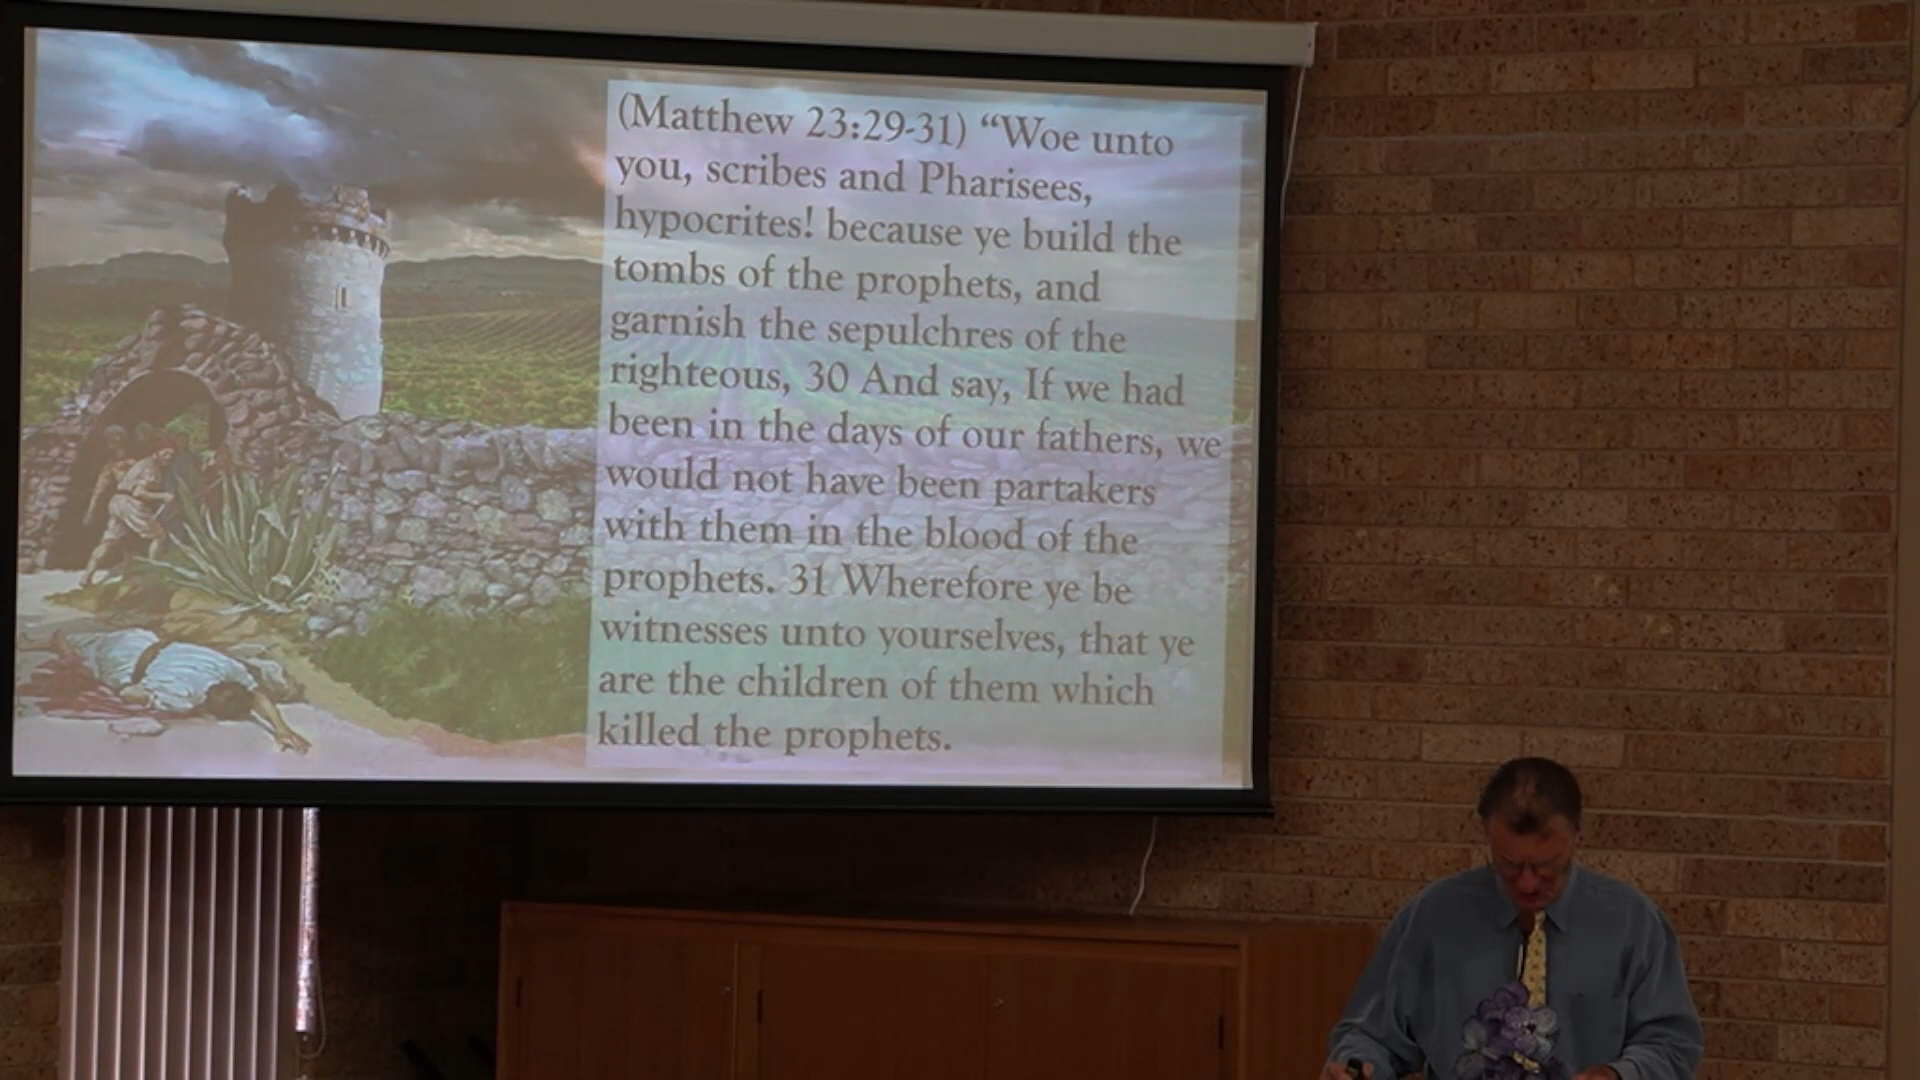 (Matthew 23:29-31) “Woe unto
you, scribes and Pharisees,
hypocrites! because ye build the
tombs of the prophets, and
garnish the sepulchres of the
righteous, 30 And say, If we had
been in the days of our fathers, we
would not have been partakers
with them in the blood of the
prophets. 31 Wherefore ye be
witnesses unto yourselves, that ye
are the children of them which
killed the prophets.